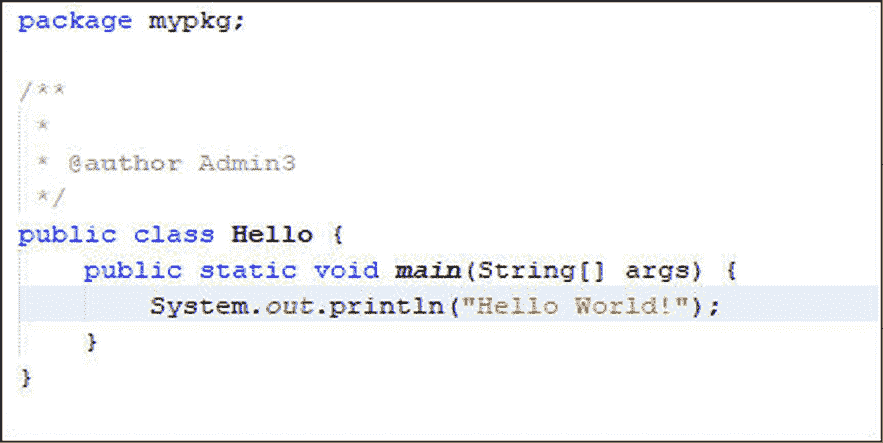 package mypkg;
/**
 *
 * @author Admin3
 */
public class Hello {
    public static void main(String[] args) {
        System.out.println("Hello World!");
    }
}